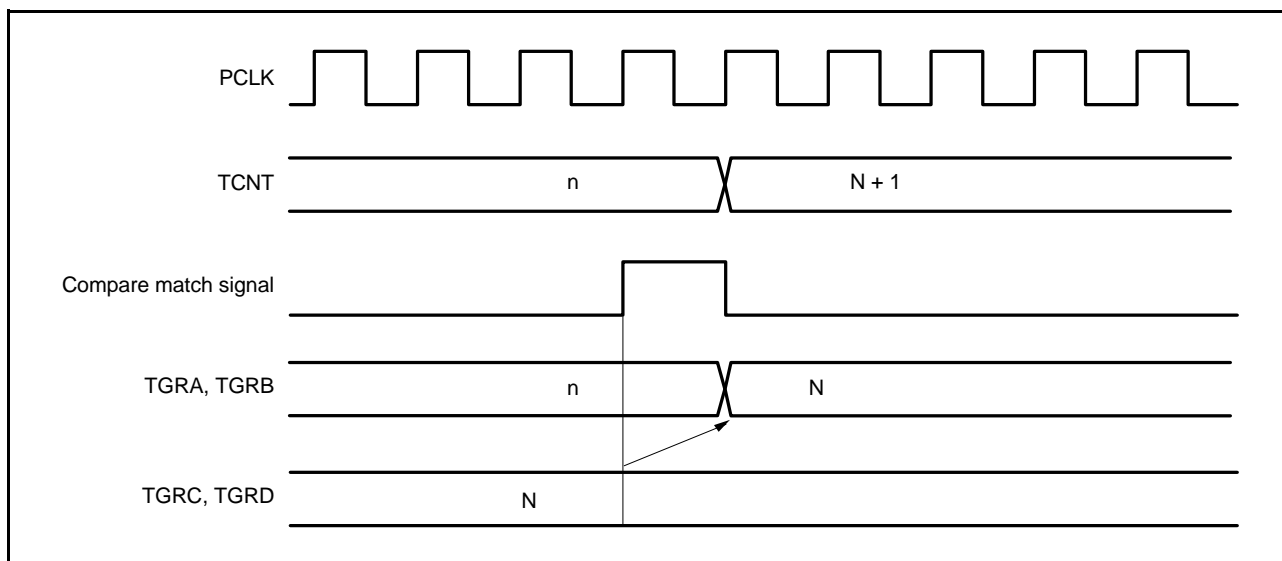 PCLK
TCNT
n
N + 1
Compare match signal
TGRA, TGRB
n
N
TGRC, TGRD
N